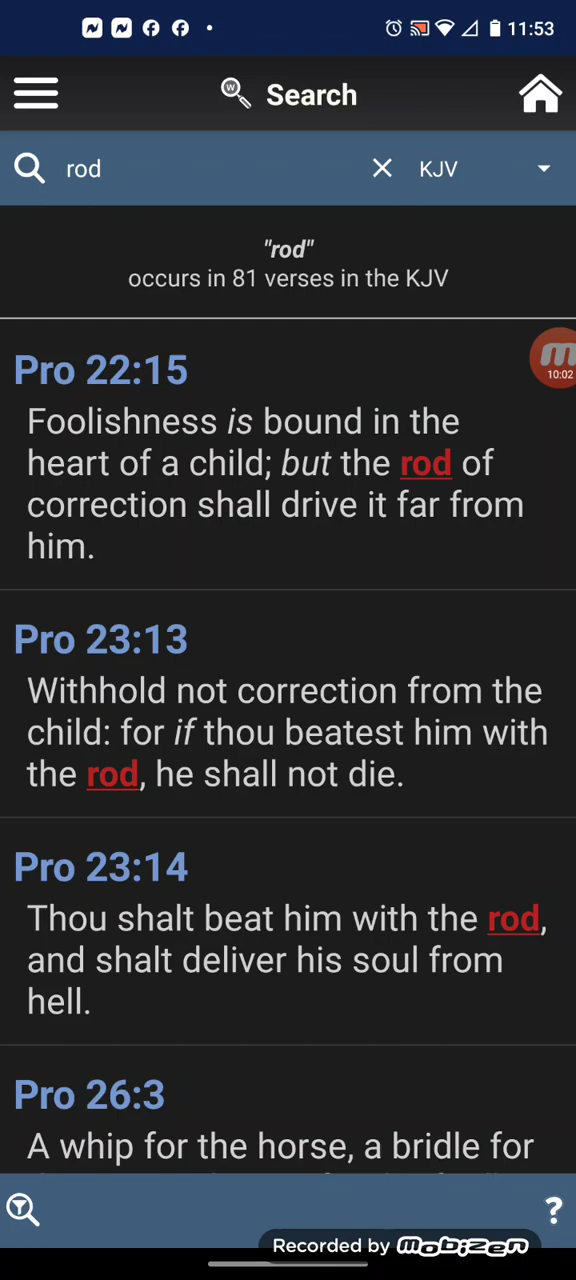 11:53
Search
rod
KJV
"rod"
occurs in 81 verses in the KJV
Pro 22:15
10:02
Foolishness is bound in the
heart of a child; but the rod of
correction shall drive it far from
him.
Pro 23:13
Withhold not correction from the
child: for if thou beatest him with
the rod, he shall not die.
Pro 23:14
Thou shalt beat him with the rod,
and shalt deliver his soul from
hell.
Pro 26:3
A whip for the horse, a bridle for
?
Recorded by mobizen